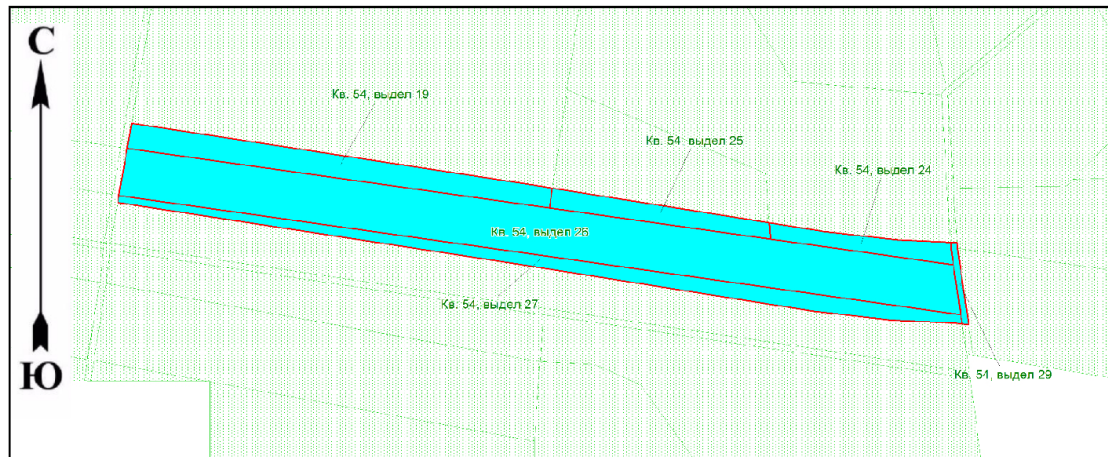 С
Кв. 54, выдел 19
Кв. 54, выдел 25
Кв. 54, выдел 24
Кв. 54, выдел 26
Кв. 54, выдел 27
Ю
Кв. 54, выдел 29